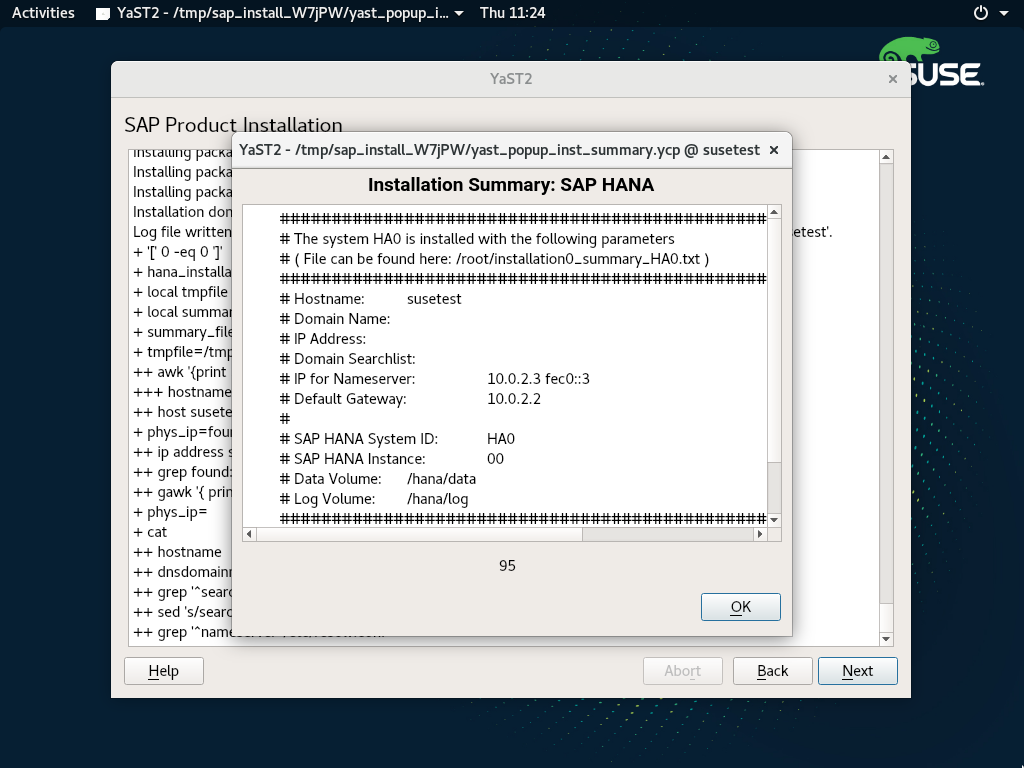 Activities
YaST2 - /tmp/sap_install_W7jPW/yast_popup_i...
Thu 11:24
SUSE
YaST2
SAP Product Installation
Installing packa
Installing packa
Installing packa
Installation don
Log file written
setest'.
+ '[' 0 -eq 0 ']'
+ hana_installa
+ local tmpfile
+ local summar
+ summary_file
+ tmpfile=/tmp
++ awk '{print
+++ hostname
++ host susete
+ phys_ip=foun
++ ip address s
++ grep found:
++ gawk '{ prin
+ phys_ip=
+ cat
++ hostname
++ dnsdomainn
++ grep '^searc
++ sed 's/searc
++ grep '^nameserver
YaST2 - /tmp/sap_install_W7jPW/yast_popup_inst_summary.ycp @ susetest
Installation Summary: SAP HANA
###############################################
# The system HA0 is installed with the following parameters
# ( File can be found here: /root/installation0_summary_HA0.txt )
###############################################
# Hostname: susetest
# Domain Name:
# IP Address:
# Domain Searchlist:
# IP for Nameserver: 10.0.2.3 fec0::3
# Default Gateway: 10.0.2.2
#
# SAP HANA System ID: HA0
# SAP HANA Instance: 00
# Data Volume: /hana/data
# Log Volume: /hana/log
###############################################
95
OK
Help
Abort
Back
Next